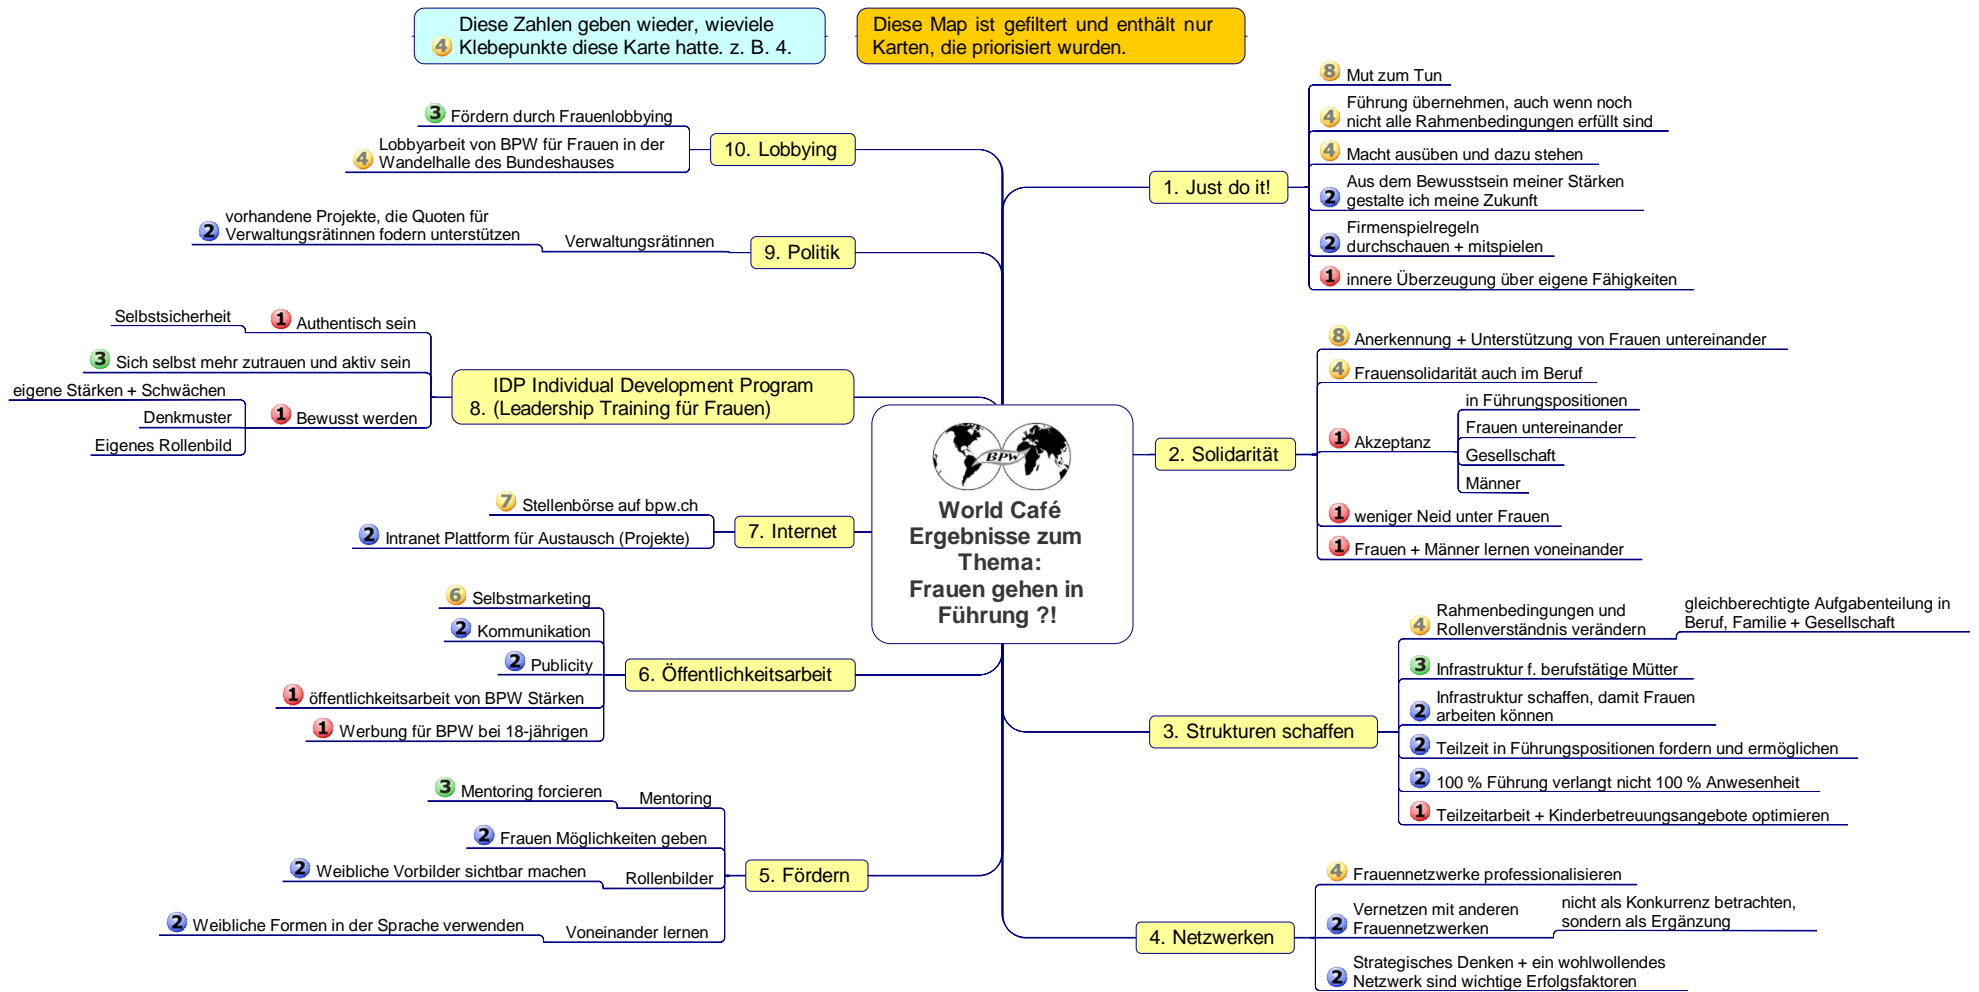 Diese Zahlen geben wieder, wieviele
4 Klebepunkte diese Karte hatte. z. B. 4.
Diese Map ist gefiltert und enthält nur
Karten, die priorisiert wurden.
BPW
World Café
Ergebnisse zum
Thema:
Frauen gehen in
Führung ?!
1. Just do it!
8 Mut zum Tun
Führung übernehmen, auch wenn noch
4 nicht alle Rahmenbedingungen erfüllt sind
4 Macht ausüben und dazu stehen
Aus dem Bewusstsein meiner Stärken
2 gestalte ich meine Zukunft
Firmenspielregeln
2 durchschauen + mitspielen
1 innere Überzeugung über eigene Fähigkeiten
2. Solidarität
8 Anerkennung + Unterstützung von Frauen untereinander
4 Frauensolidarität auch im Beruf
1 Akzeptanz
in Führungspositionen
Frauen untereinander
Gesellschaft
Männer
1 weniger Neid unter Frauen
1 Frauen + Männer lernen voneinander
3. Strukturen schaffen
Rahmenbedingungen und
4 Rollenverständnis verändern
gleichberechtigte Aufgabenteilung in
Beruf, Familie + Gesellschaft
3 Infrastruktur f. berufstätige Mütter
Infrastruktur schaffen, damit Frauen
2 arbeiten können
2 Teilzeit in Führungspositionen fordern und ermöglichen
2 100 % Führung verlangt nicht 100 % Anwesenheit
1 Teilzeitarbeit + Kinderbetreuungsangebote optimieren
4. Netzwerken
4 Frauennetzwerke professionalisieren
Vernetzen mit anderen
2 Frauennetzwerken
nicht als Konkurrenz betrachten,
sondern als Ergänzung
Strategisches Denken + ein wohlwollendes
2 Netzwerk sind wichtige Erfolgsfaktoren
5. Fördern
Mentoring
3 Mentoring forcieren
2 Frauen Möglichkeiten geben
Rollenbilder
2 Weibliche Vorbilder sichtbar machen
Voneinander lernen
2 Weibliche Formen in der Sprache verwenden
6. Öffentlichkeitsarbeit
6 Selbstmarketing
2 Kommunikation
2 Publicity
1 öffentlichkeitsarbeit von BPW Stärken
1 Werbung für BPW bei 18-jährigen
7. Internet
7 Stellenbörse auf bpw.ch
2 Intranet Plattform für Austausch (Projekte)
IDP Individual Development Program
8. (Leadership Training für Frauen)
1 Authentisch sein
Selbstsicherheit
3 Sich selbst mehr zutrauen und aktiv sein
1 Bewusst werden
eigene Stärken + Schwächen
Denkmuster
Eigenes Rollenbild
9. Politik
Verwaltungsrätinnen
vorhandene Projekte, die Quoten für
2 Verwaltungsrätinnen fodern unterstützen
10. Lobbying
3 Fördern durch Frauenlobbying
Lobbyarbeit von BPW für Frauen in der
4 Wandelhalle des Bundeshauses